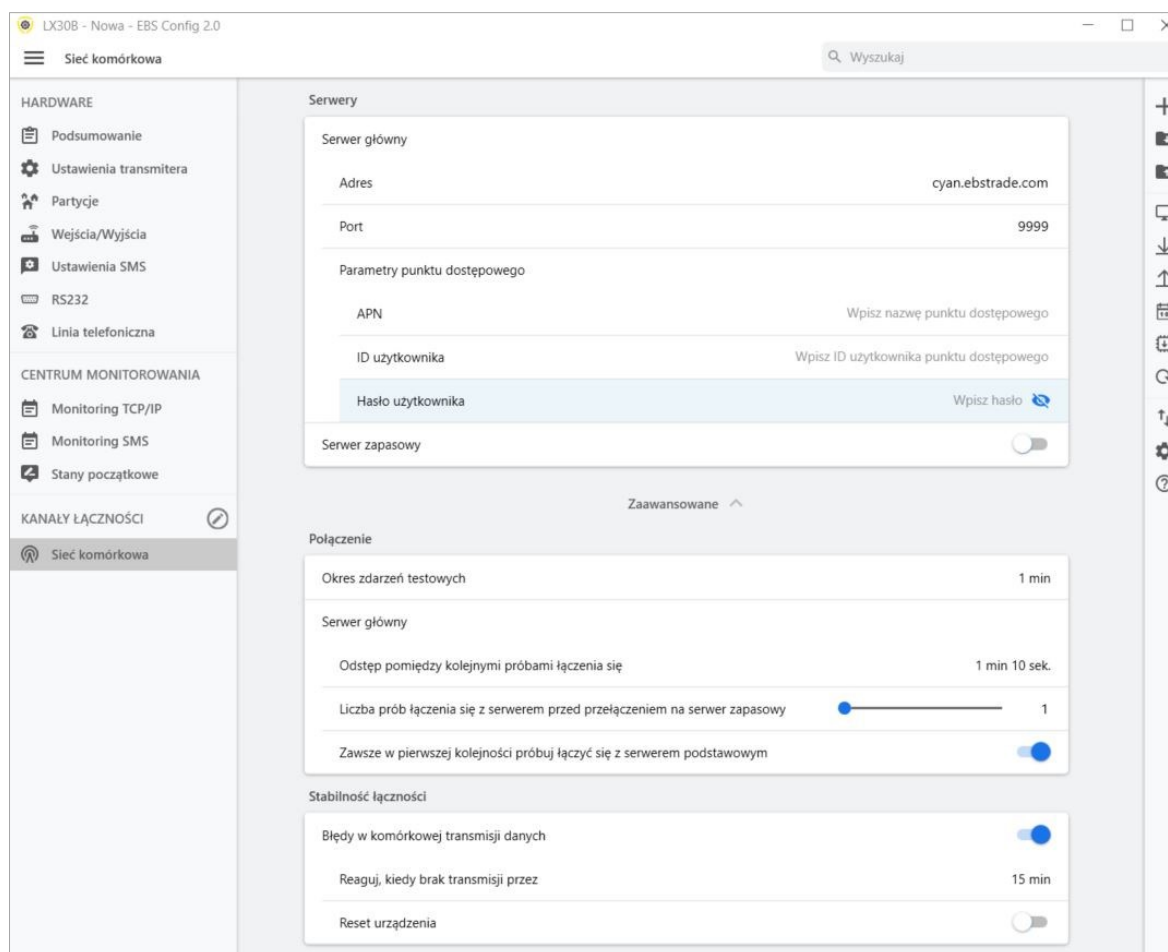 LX30B - Nowa - EBS Config 2.0
Sieć komórkowa
Wyszukaj
HARDWARE
Podsumowanie
Ustawienia transmitera
Partycje
Wejścia/Wyjścia
Ustawienia SMS
RS232
Linia telefoniczna
CENTRUM MONITOROWANIA
Monitoring TCP/IP
Monitoring SMS
Stany początkowe
KANAŁY ŁĄCZNOŚCI
Sieć komórkowa
Serwery
Serwer główny
Adres cyan.ebstrade.com
Port 9999
Parametry punktu dostępowego
APN Wpisz nazwę punktu dostępowego
ID użytkownika Wpisz ID użytkownika punktu dostępowego
Hasło użytkownika Wpisz hasło
Serwer zapasowy
Zaawansowane
Połączenie
Okres zdarzeń testowych 1 min
Serwer główny
Odstęp pomiędzy kolejnymi próbami łączenia się 1 min 10 sek.
Liczba prób łączenia się z serwerem przed przełączeniem na serwer zapasowy 1
Zawsze w pierwszej kolejności próbuj łączyć się z serwerem podstawowym
Stabilność łączności
Błędy w komórkowej transmisji danych
Reaguj, kiedy brak transmisji przez 15 min
Reset urządzenia